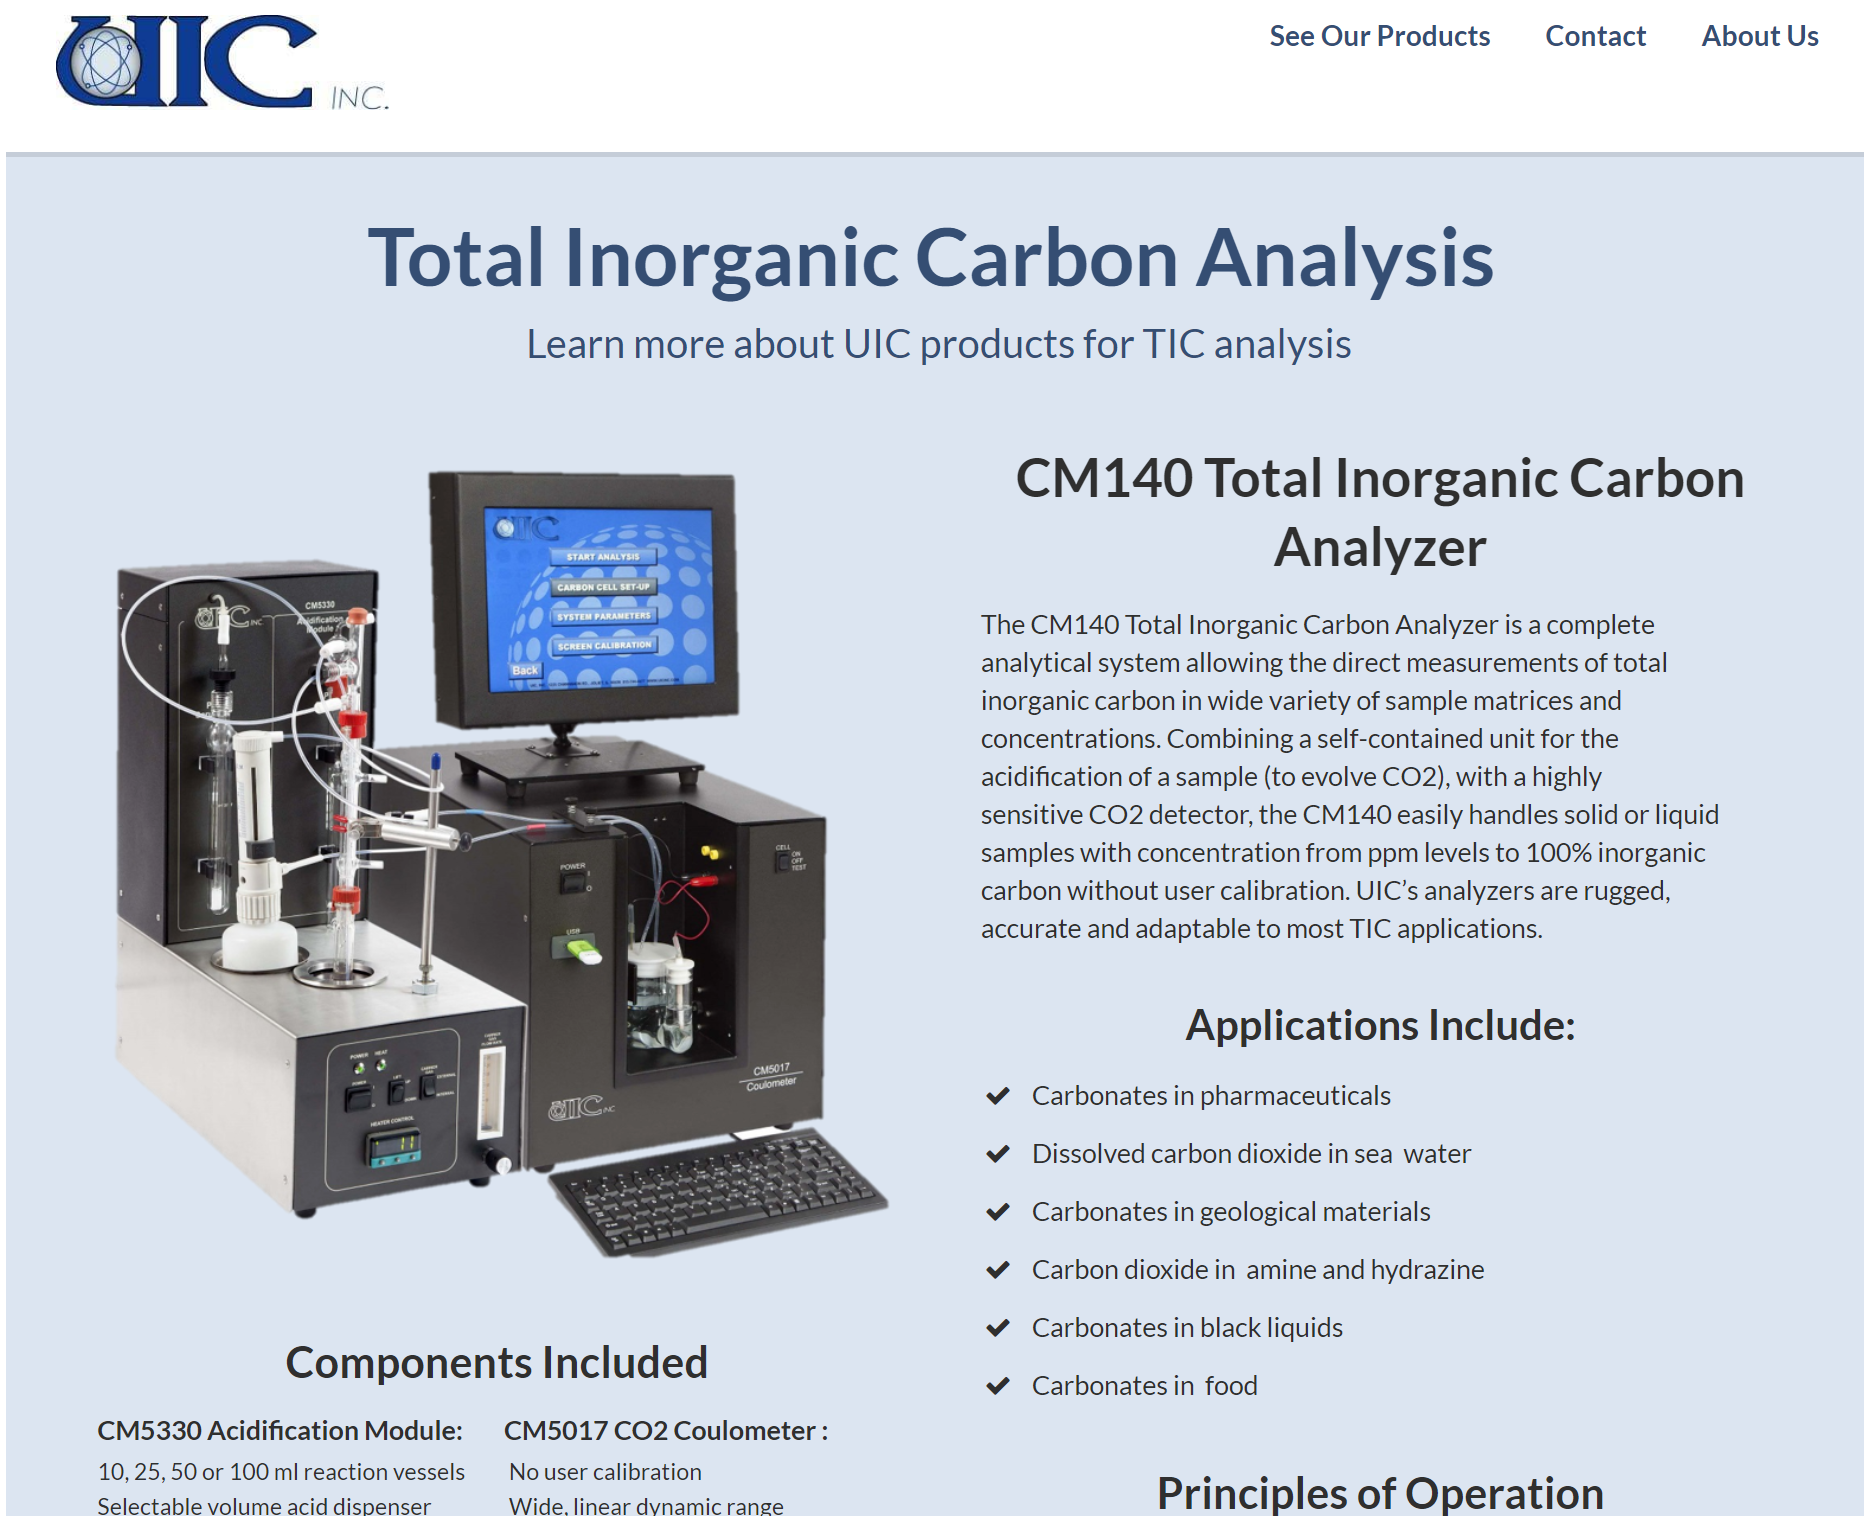 UIC INC.
See Our Products
Contact
About Us
Total Inorganic Carbon Analysis
Learn more about UIC products for TIC analysis
UIC
START ANALYSIS
CARBON CELL SET-UP
SYSTEM PARAMETERS
SCREEN CALIBRATION
Back
UIC INC.
CM5330
Acidification
Module
POWER
I
O
USB
CELL
ON
OFF
TEST
CM5017
Coulometer
UIC INC
POWER HEAT
POWER
LIFT
UP
DOWN
CARRIER
GAS
EXTERNAL
INTERNAL
HEATER CONTROL
11
CM140 Total Inorganic Carbon
Analyzer
The CM140 Total Inorganic Carbon Analyzer is a complete
analytical system allowing the direct measurements of total
inorganic carbon in wide variety of sample matrices and
concentrations. Combining a self-contained unit for the
acidification of a sample (to evolve CO2), with a highly
sensitive CO2 detector, the CM140 easily handles solid or liquid
samples with concentration from ppm levels to 100% inorganic
carbon without user calibration. UIC’s analyzers are rugged,
accurate and adaptable to most TIC applications.
Applications Include:
Carbonates in pharmaceuticals
Dissolved carbon dioxide in sea water
Carbonates in geological materials
Carbon dioxide in amine and hydrazine
Carbonates in black liquids
Carbonates in food
Principles of Operation
Components Included
CM5330 Acidification Module:
10, 25, 50 or 100 ml reaction vessels
Selectable volume acid dispenser
CM5017 CO2 Coulometer :
No user calibration
Wide, linear dynamic range